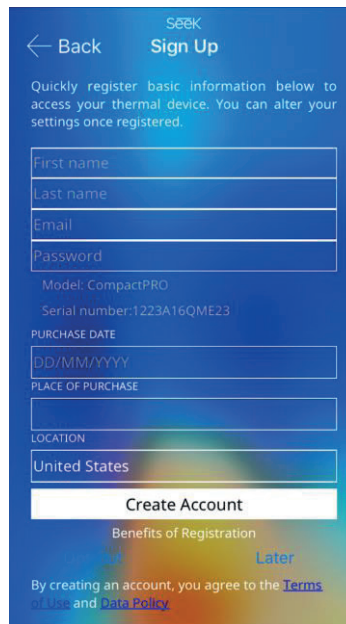 Seek
Back
Sign Up
Quickly register basic information below to
access your thermal device. You can alter your
settings once registered.
First name
Last name
Email
Password
Model: CompactPRO
Serial number:1223A16QME23
PURCHASE DATE
DD/MM/YYYY
PLACE OF PURCHASE
LOCATION
United States
Create Account
Benefits of Registration
Later
By creating an account, you agree to the Terms
of Use and Data Policy